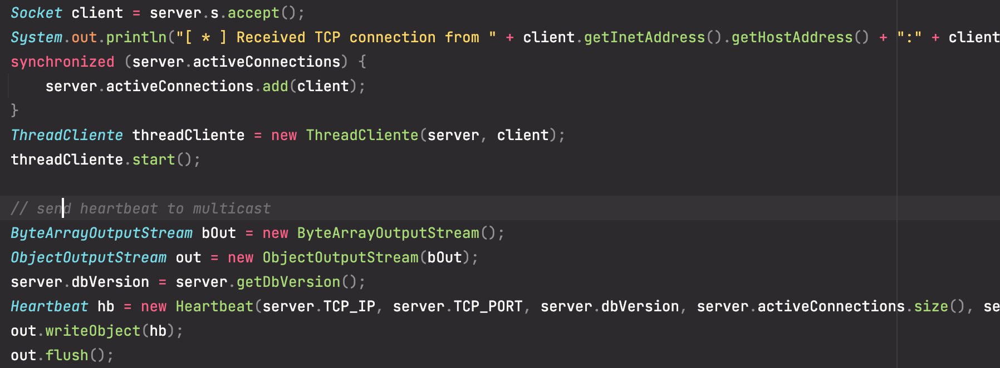 Socket client = server.s.accept();
System.out.println("[ * ] Received TCP connection from " + client.getInetAddress().getHostAddress() + ":" + client
synchronized (server.activeConnections) {
    server.activeConnections.add(client);
}
ThreadCliente threadCliente = new ThreadCliente(server, client);
threadCliente.start();

// send heartbeat to multicast
ByteArrayOutputStream bOut = new ByteArrayOutputStream();
ObjectOutputStream out = new ObjectOutputStream(bOut);
server.dbVersion = server.getDbVersion();
Heartbeat hb = new Heartbeat(server.TCP_IP, server.TCP_PORT, server.dbVersion, server.activeConnections.size(), se
out.writeObject(hb);
out.flush();